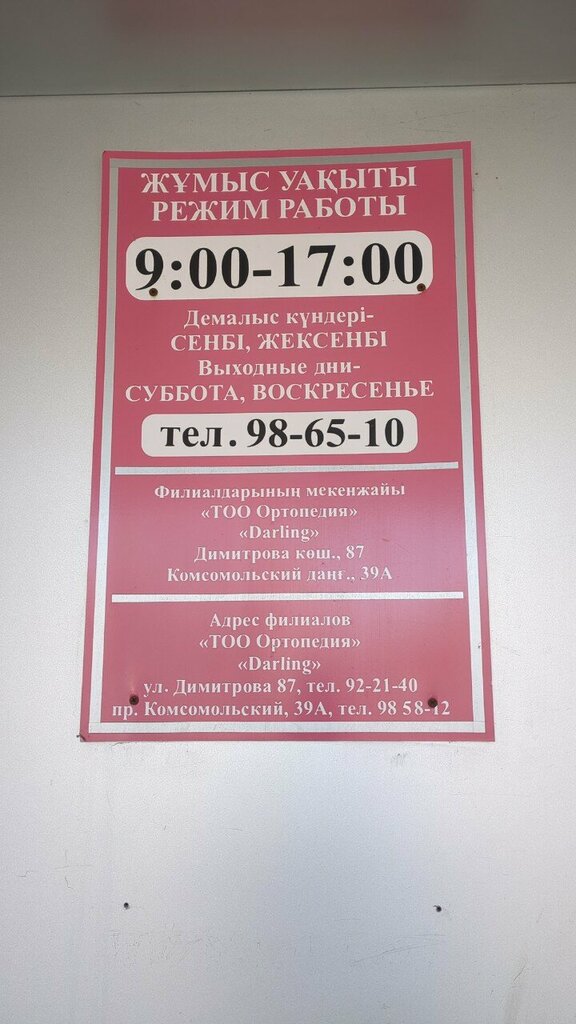 ЖҰМЫС УАҚЫТЫ
РЕЖИМ РАБОТЫ
9:00-17:00
Демалыс күндері-
СЕНБІ, ЖЕКСЕНБІ
Выходные дни-
СУББОТА, ВОСКРЕСЕНЬЕ
тел. 98-65-10
Филиалдарының мекенжайы
«ТОО Ортопедия»
«Darling»
Димитрова көш., 87
Комсомольский даңғ., 39А
Адрес филиалов
«ТОО Ортопедия»
«Darling»
ул. Димитрова 87, тел. 92-21-40
пр. Комсомольский, 39А, тел. 98 58-12